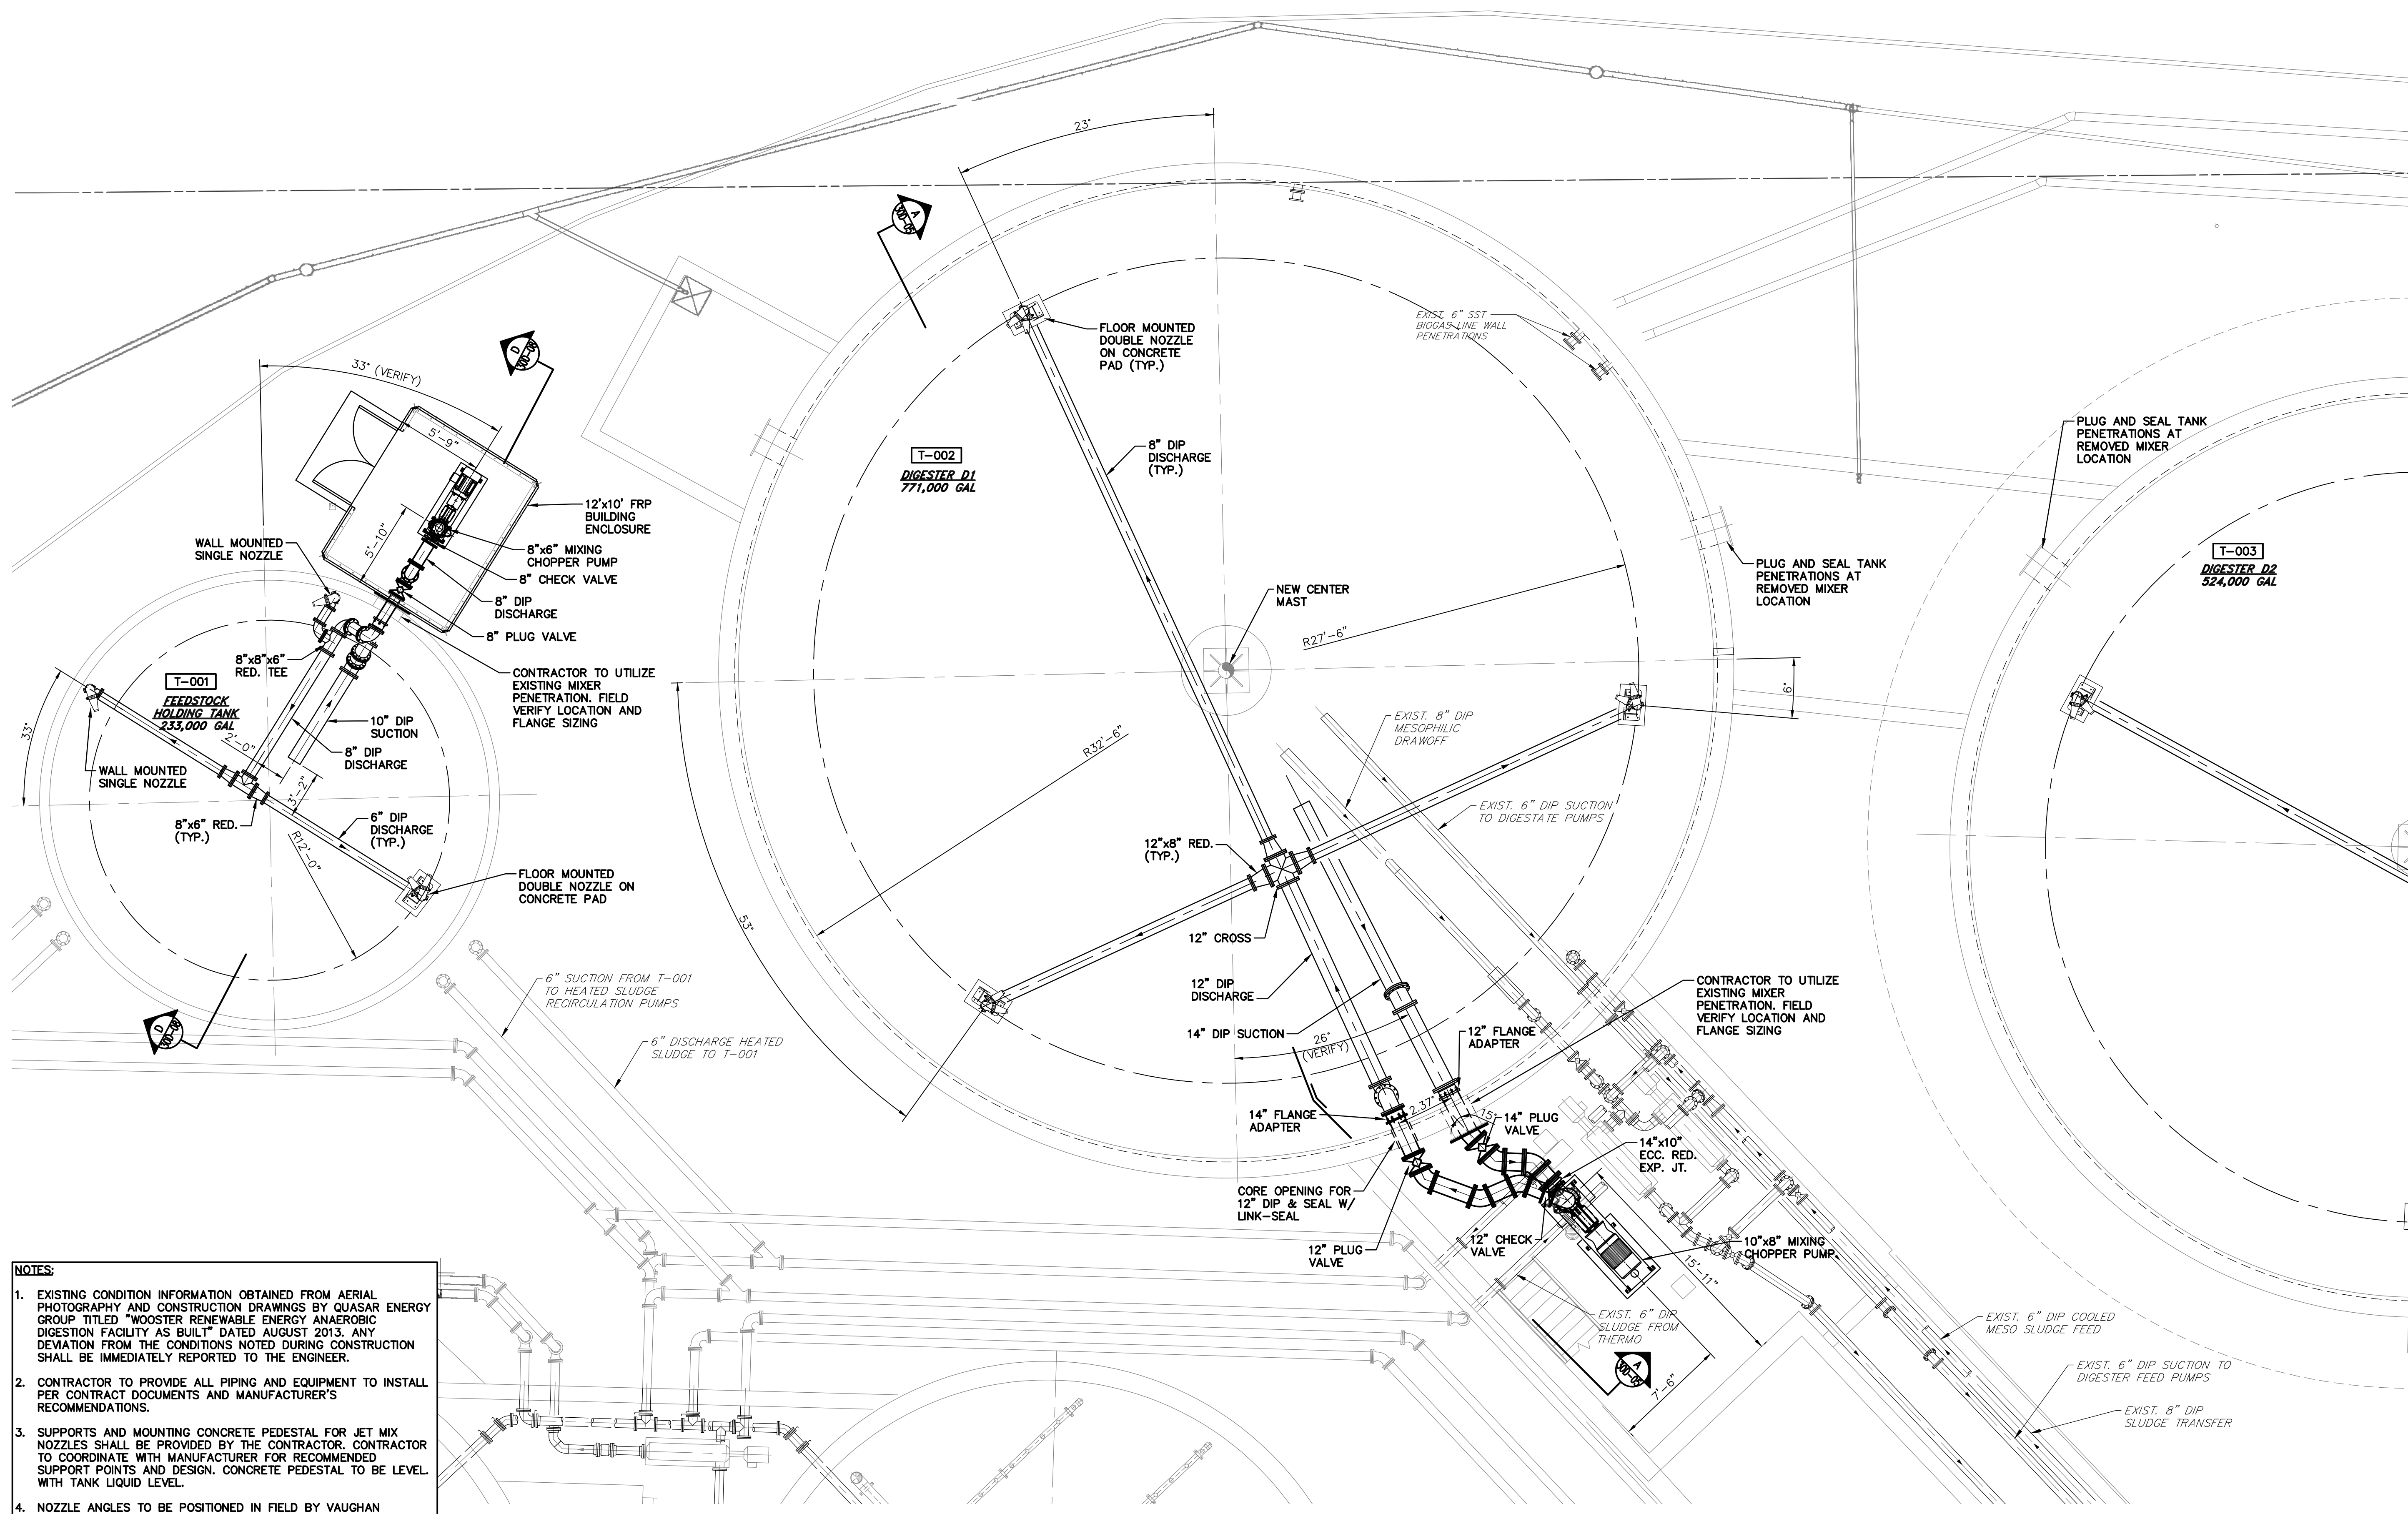 23°
A
300-05
33° (VERIFY)
D
300-08
5'-9"
5'-10"
12'x10' FRP
BUILDING
ENCLOSURE
8"x6" MIXING
CHOPPER PUMP
8" CHECK VALVE
8" DIP
DISCHARGE
8" PLUG VALVE
WALL MOUNTED
SINGLE NOZZLE
8"x8"x6"
RED. TEE
CONTRACTOR TO UTILIZE
EXISTING MIXER
PENETRATION. FIELD
VERIFY LOCATION AND
FLANGE SIZING
T-001
FEEDSTOCK
HOLDING TANK
233,000 GAL
33°
10" DIP
SUCTION
2'-0"
8" DIP
DISCHARGE
WALL MOUNTED
SINGLE NOZZLE
3'-2"
8"x6" RED.
(TYP.)
6" DIP
DISCHARGE
(TYP.)
R12'-0"
FLOOR MOUNTED
DOUBLE NOZZLE ON
CONCRETE PAD
D
300-08
6" SUCTION FROM T-001
TO HEATED SLUDGE
RECIRCULATION PUMPS
6" DISCHARGE HEATED
SLUDGE TO T-001
FLOOR MOUNTED
DOUBLE NOZZLE
ON CONCRETE
PAD (TYP.)
T-002
DIGESTER D1
771,000 GAL
8" DIP
DISCHARGE
(TYP.)
EXIST. 6" SST
BIOGAS LINE WALL
PENETRATIONS
NEW CENTER
MAST
R27'-6"
PLUG AND SEAL TANK
PENETRATIONS AT
REMOVED MIXER
LOCATION
6°
R32'-6"
EXIST. 8" DIP
MESOPHILIC
DRAWOFF
EXIST. 6" DIP SUCTION
TO DIGESTATE PUMPS
12"x8" RED.
(TYP.)
53°
12" CROSS
12" DIP
DISCHARGE
14" DIP SUCTION
26°
(VERIFY)
12" FLANGE
ADAPTER
CONTRACTOR TO UTILIZE
EXISTING MIXER
PENETRATION. FIELD
VERIFY LOCATION AND
FLANGE SIZING
14" FLANGE
ADAPTER
2.37°
15°
14" PLUG
VALVE
14"x10"
ECC. RED.
EXP. JT.
CORE OPENING FOR
12" DIP & SEAL W/
LINK-SEAL
12" PLUG
VALVE
12" CHECK
VALVE
10"x8" MIXING
CHOPPER PUMP
15'-11"
EXIST. 6" DIP
SLUDGE FROM
THERMO
A
300-05
7'-6"
EXIST. 6" DIP COOLED
MESO SLUDGE FEED
EXIST. 6" DIP SUCTION TO
DIGESTER FEED PUMPS
EXIST. 8" DIP
SLUDGE TRANSFER
PLUG AND SEAL TANK
PENETRATIONS AT
REMOVED MIXER
LOCATION
T-003
DIGESTER D2
524,000 GAL
NOTES:
1. EXISTING CONDITION INFORMATION OBTAINED FROM AERIAL
PHOTOGRAPHY AND CONSTRUCTION DRAWINGS BY QUASAR ENERGY
GROUP TITLED "WOOSTER RENEWABLE ENERGY ANAEROBIC
DIGESTION FACILITY AS BUILT" DATED AUGUST 2013. ANY
DEVIATION FROM THE CONDITIONS NOTED DURING CONSTRUCTION
SHALL BE IMMEDIATELY REPORTED TO THE ENGINEER.
2. CONTRACTOR TO PROVIDE ALL PIPING AND EQUIPMENT TO INSTALL
PER CONTRACT DOCUMENTS AND MANUFACTURER'S
RECOMMENDATIONS.
3. SUPPORTS AND MOUNTING CONCRETE PEDESTAL FOR JET MIX
NOZZLES SHALL BE PROVIDED BY THE CONTRACTOR. CONTRACTOR
TO COORDINATE WITH MANUFACTURER FOR RECOMMENDED
SUPPORT POINTS AND DESIGN. CONCRETE PEDESTAL TO BE LEVEL.
WITH TANK LIQUID LEVEL.
4. NOZZLE ANGLES TO BE POSITIONED IN FIELD BY VAUGHAN